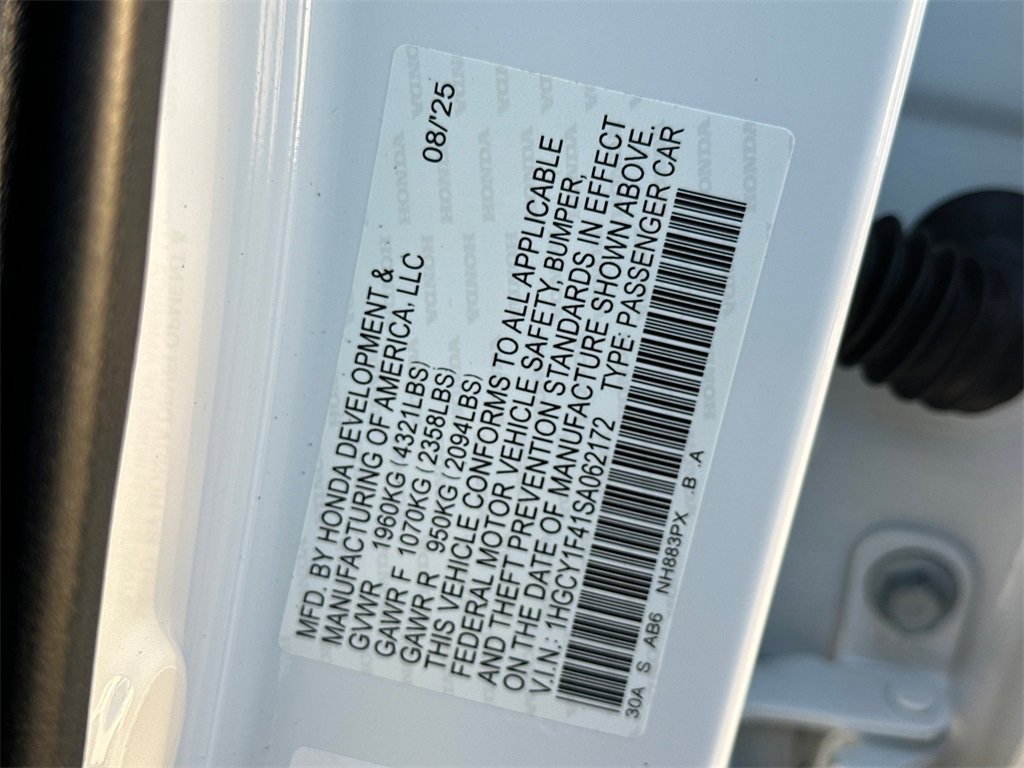 08/'25
MFD. BY HONDA DEVELOPMENT &
MANUFACTURING OF AMERICA, LLC
GVWR 1960KG (4321LBS)
GAWR F 1070KG (2358LBS)
GAWR R 950KG (2094LBS)
THIS VEHICLE CONFORMS TO ALL APPLICABLE
FEDERAL MOTOR VEHICLE SAFETY, BUMPER,
AND THEFT PREVENTION STANDARDS IN EFFECT
ON THE DATE OF MANUFACTURE SHOWN ABOVE.
V.I.N.: 1HGCY1F41SA062172 TYPE: PASSENGER CAR
30A S AB6 NH883PX .B .A
HONDA